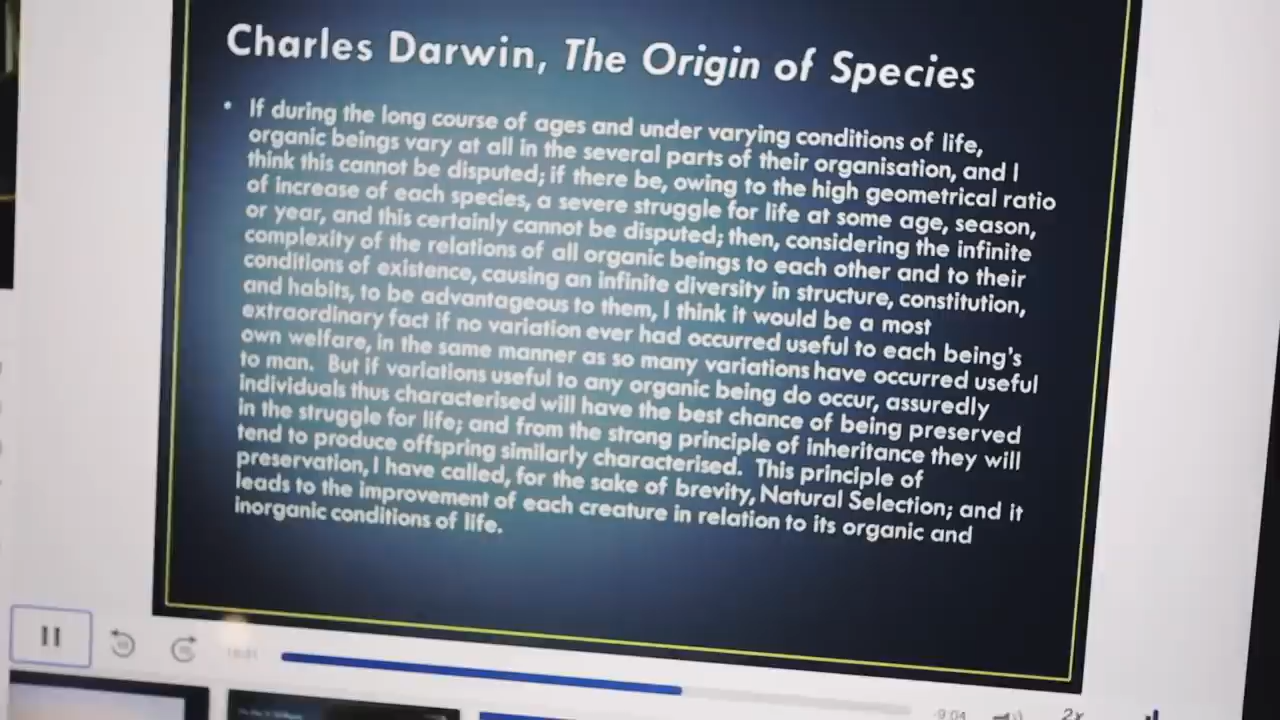 Charles Darwin, The Origin of Species
• If during the long course of ages and under varying conditions of life,
organic beings vary at all in the several parts of their organisation, and I
think this cannot be disputed; if there be, owing to the high geometrical ratio
of increase of each species, a severe struggle for life at some age, season,
or year, and this certainly cannot be disputed; then, considering the infinite
complexity of the relations of all organic beings to each other and to their
conditions of existence, causing an infinite diversity in structure, constitution,
and habits, to be advantageous to them, I think it would be a most
extraordinary fact if no variation ever had occurred useful to each being's
own welfare, in the same manner as so many variations have occurred useful
to man. But if variations useful to any organic being do occur, assuredly
individuals thus characterised will have the best chance of being preserved
in the struggle for life; and from the strong principle of inheritance they will
tend to produce offspring similarly characterised. This principle of
preservation, I have called, for the sake of brevity, Natural Selection; and it
leads to the improvement of each creature in relation to its organic and
inorganic conditions of life.
-9:04
2x